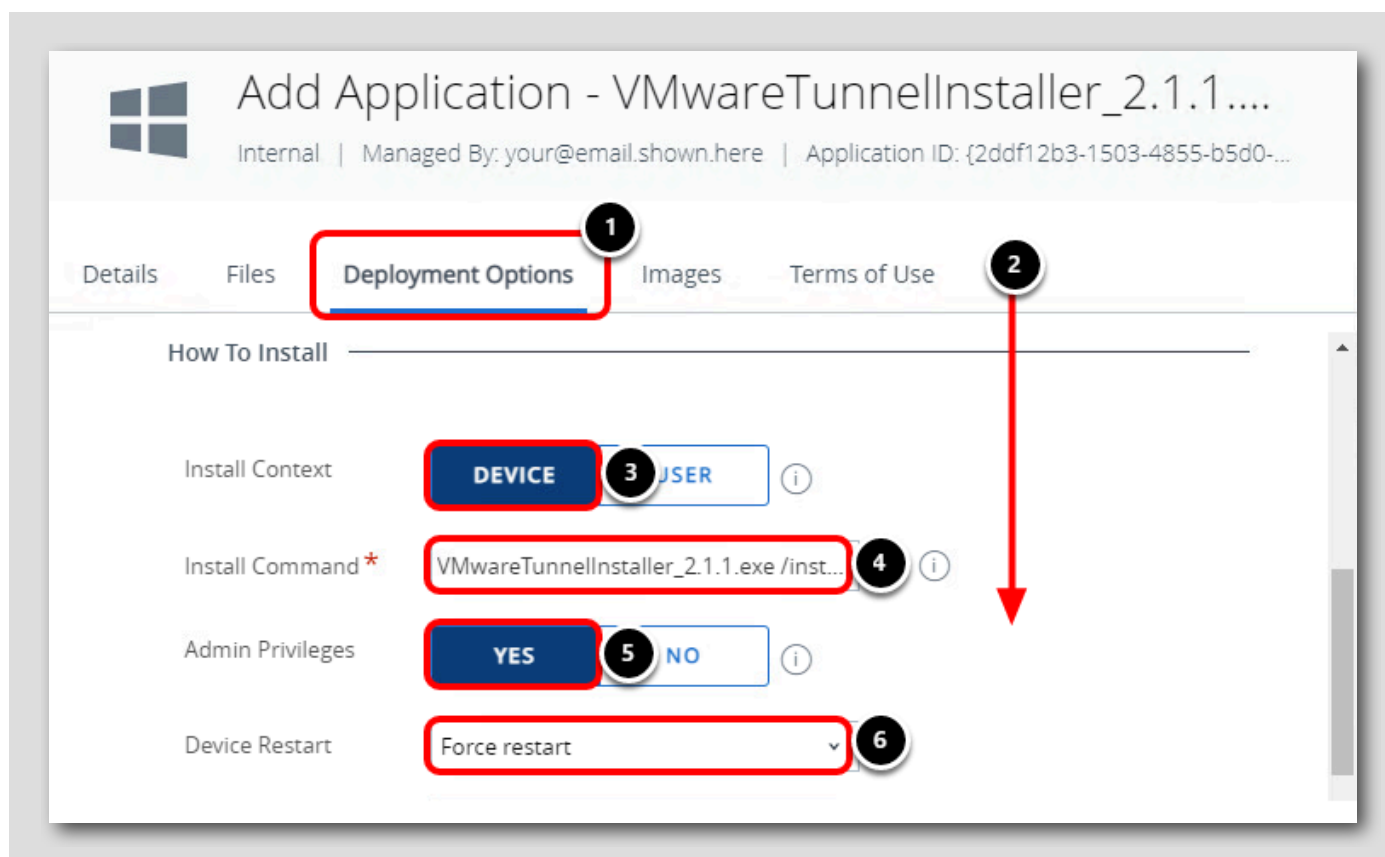 Add Application - VMwareTunnelInstaller_2.1.1....
Internal | Managed By: your@email.shown.here | Application ID: {2ddf12b3-1503-4855-b5d0-...
1
Details Files Deployment Options Images Terms of Use 2
How To Install
Install Context DEVICE 3 USER i
Install Command * VMwareTunnelInstaller_2.1.1.exe /inst... 4 i
Admin Privileges YES 5 NO i
Device Restart Force restart 6